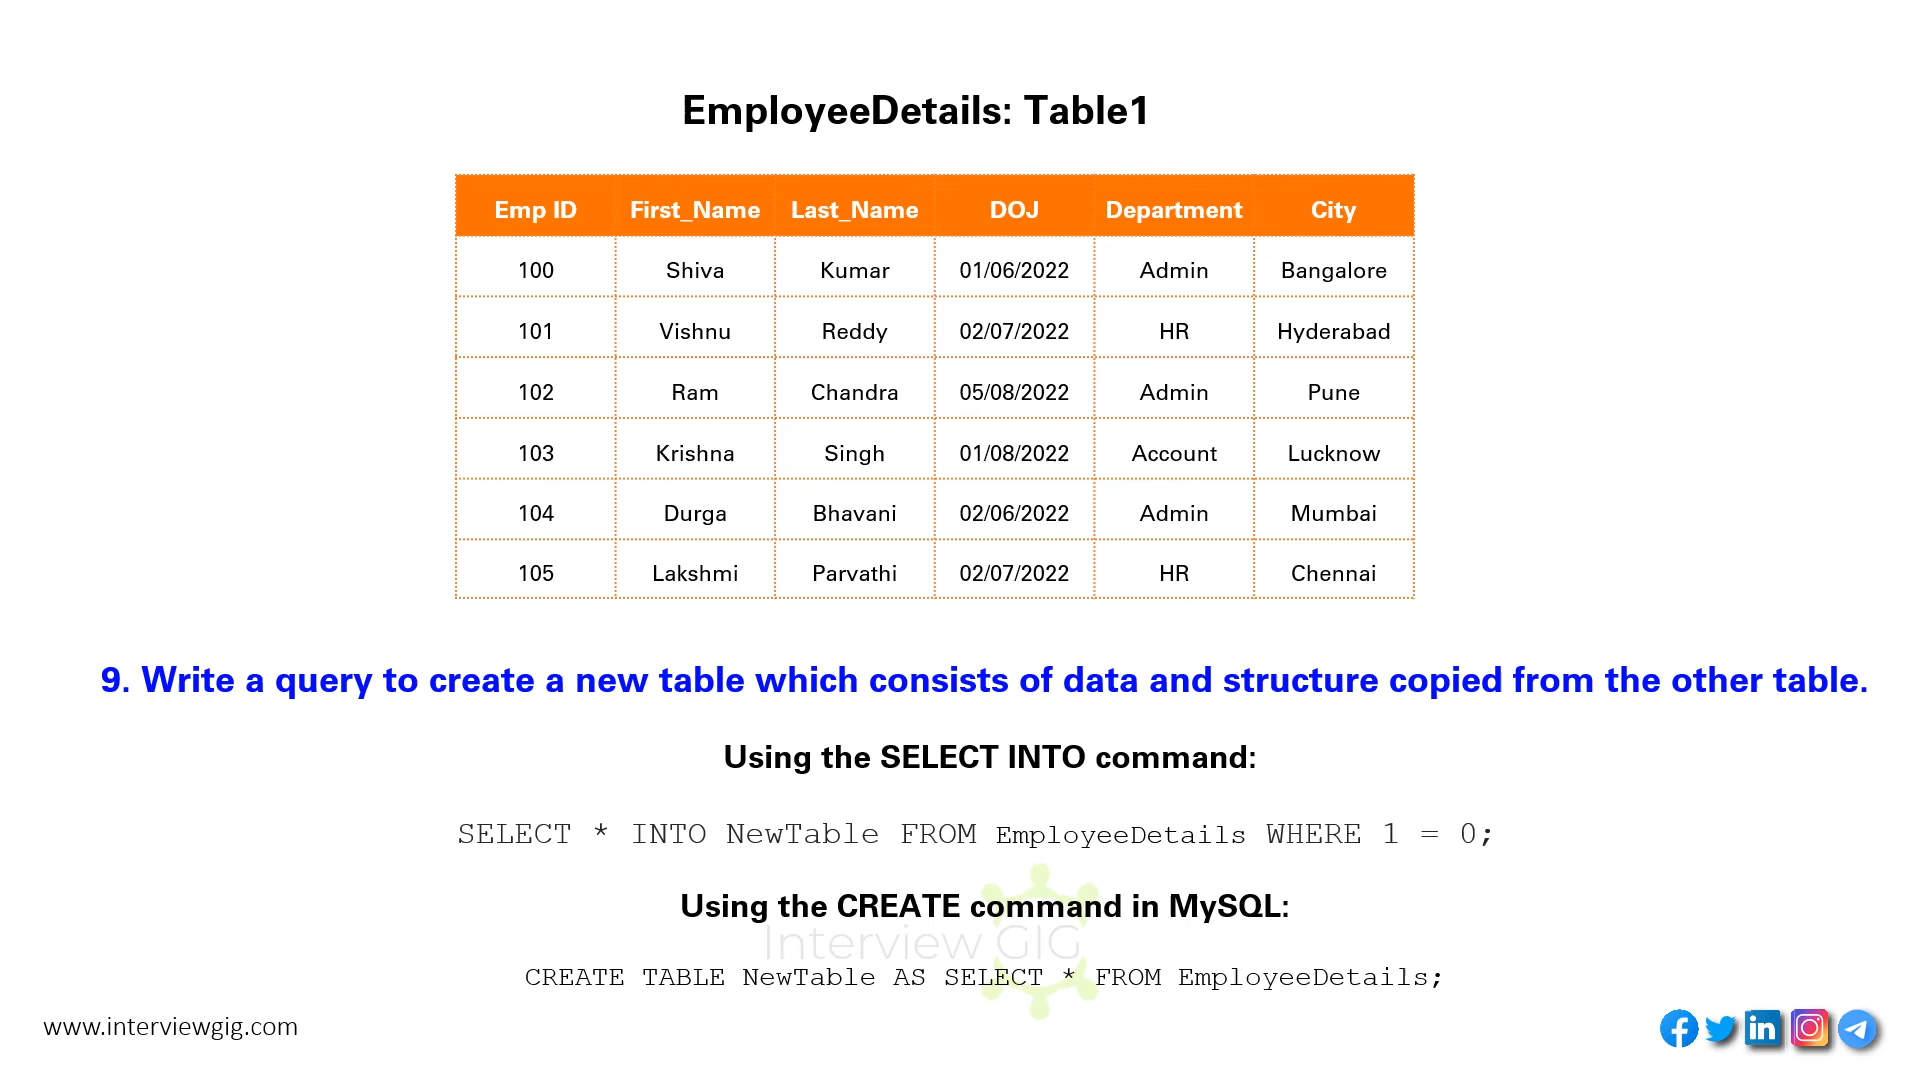 EmployeeDetails: Table1
Emp ID First_Name Last_Name DOJ Department City
100 Shiva Kumar 01/06/2022 Admin Bangalore
101 Vishnu Reddy 02/07/2022 HR Hyderabad
102 Ram Chandra 05/08/2022 Admin Pune
103 Krishna Singh 01/08/2022 Account Lucknow
104 Durga Bhavani 02/06/2022 Admin Mumbai
105 Lakshmi Parvathi 02/07/2022 HR Chennai
9. Write a query to create a new table which consists of data and structure copied from the other table.
Using the SELECT INTO command:
SELECT * INTO NewTable FROM EmployeeDetails WHERE 1 = 0;
Using the CREATE command in MySQL:
Interview GIG
CREATE TABLE NewTable AS SELECT * FROM EmployeeDetails;
www.interviewgig.com